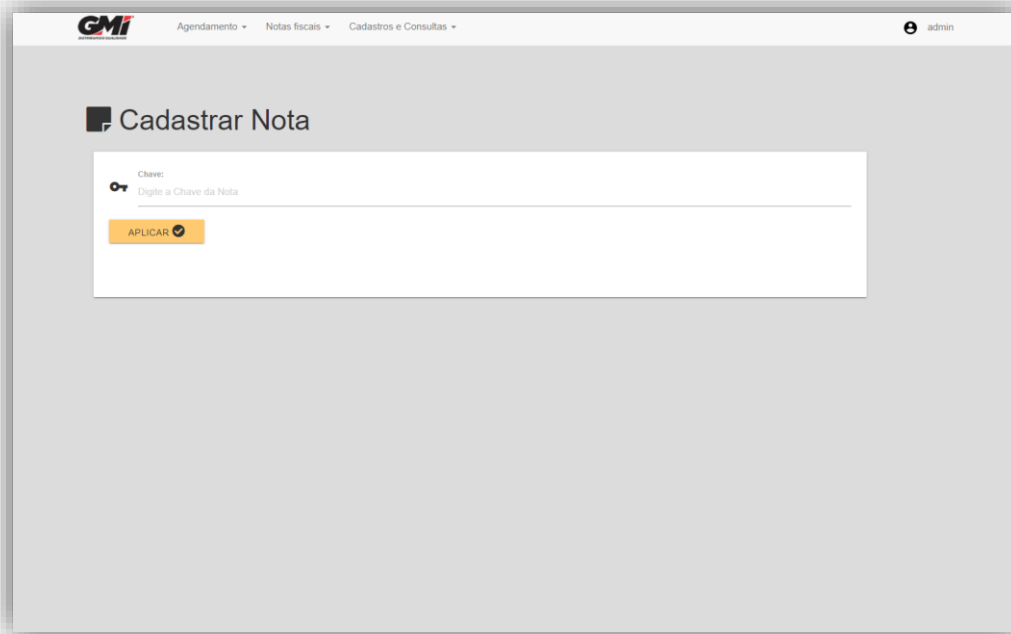 GMi
Agendamento Notas fiscais Cadastros e Consultas admin
Cadastrar Nota
Chave:
Digite a Chave da Nota
APLICAR